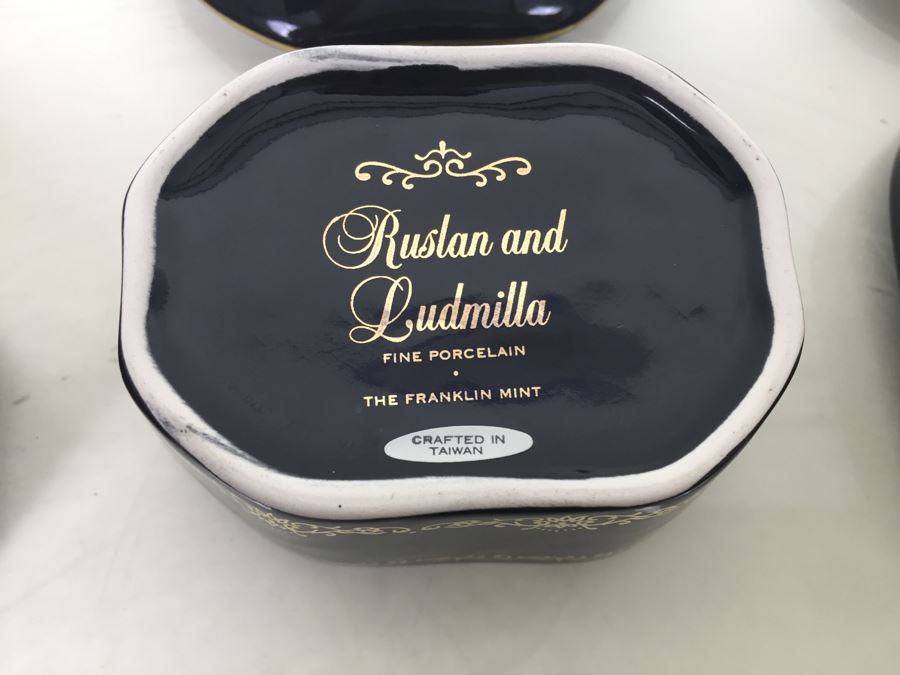 Ruslan and
Ludmilla
FINE PORCELAIN
•
THE FRANKLIN MINT
CRAFTED IN
TAIWAN